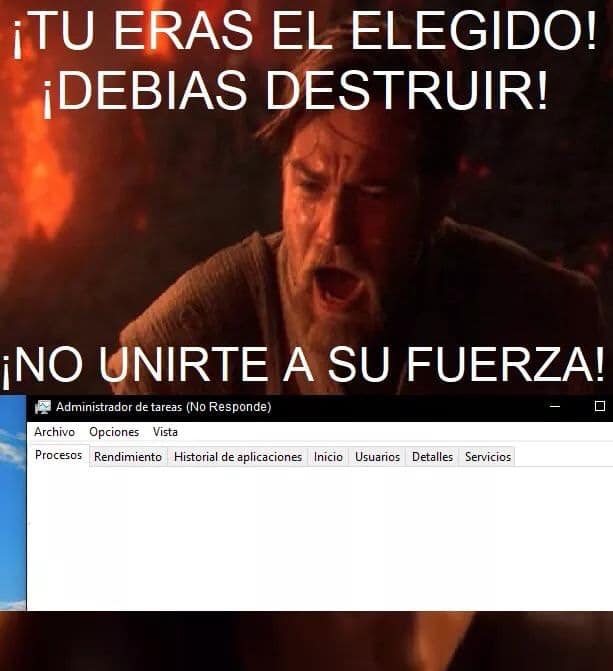 ¡TU ERAS EL ELEGIDO!
¡DEBIAS DESTRUIR!
¡NO UNIRTE A SU FUERZA!
Administrador de tareas (No Responde)
Archivo Opciones Vista
Procesos Rendimiento Historial de aplicaciones Inicio Usuarios Detalles Servicios